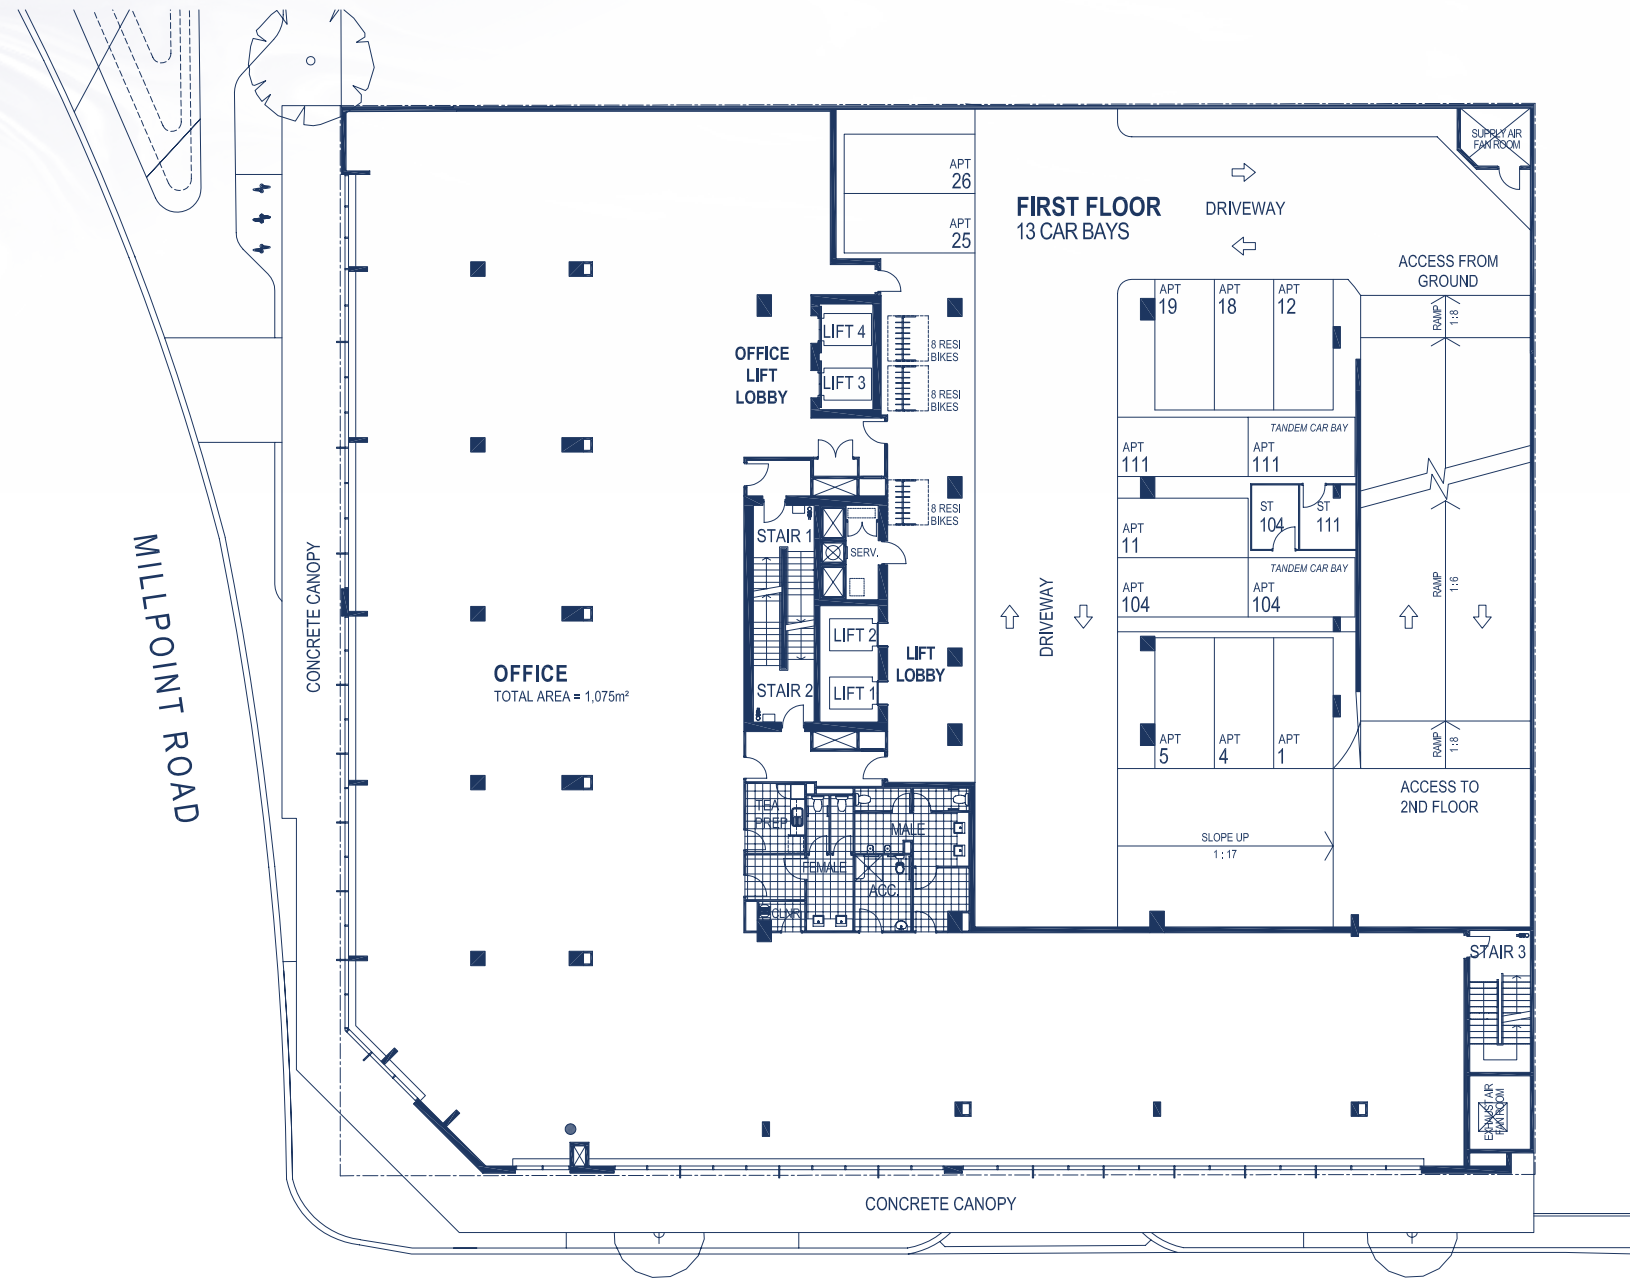 SUPPLY AIR
FAN ROOM
APT
26
APT
25
FIRST FLOOR
13 CAR BAYS
DRIVEWAY
ACCESS FROM
GROUND
APT
19
APT
18
APT
12
RAMP
1:8
LIFT 4
LIFT 3
OFFICE
LIFT
LOBBY
8 RESI
BIKES
8 RESI
BIKES
8 RESI
BIKES
APT
111
TANDEM CAR BAY
APT
111
ST
104
ST
111
APT
11
TANDEM CAR BAY
APT
104
APT
104
RAMP
1:6
STAIR 1
SERV.
MILLPOINT ROAD
CONCRETE CANOPY
OFFICE
TOTAL AREA = 1,075m²
STAIR 2
LIFT 2
LIFT 1
LIFT
LOBBY
DRIVEWAY
APT
5
APT
4
APT
1
RAMP
1:8
ACCESS TO
2ND FLOOR
SLOPE UP
1 : 17
TEA
PREP
MALE
FEMALE
ACC.
CLNR
STAIR 3
EXHAUST AIR
FAN ROOM
CONCRETE CANOPY